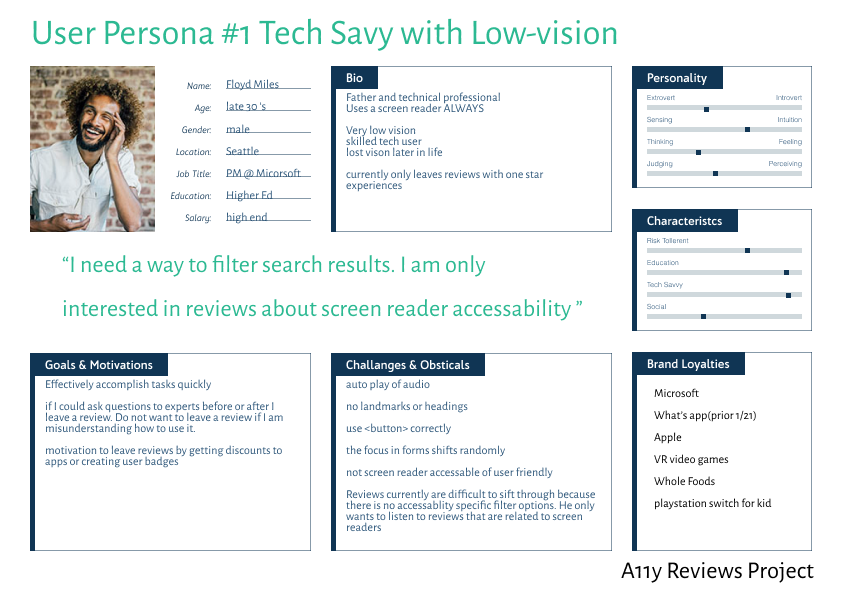 User Persona #1 Tech Savy with Low-vision
Name: Floyd Miles
Age: late 30 's
Gender: male
Location: Seattle
Job Title: PM @ Micorsoft
Education: Higher Ed
Salary: high end
Bio
Father and technical professional
Uses a screen reader ALWAYS
Very low vision
skilled tech user
lost vison later in life
currently only leaves reviews with one star
experiences
Personality
Extrovert Introvert
Sensing Intuition
Thinking Feeling
Judging Perceiving
Characteristcs
Risk Tollerent
Education
Tech Savvy
Social
“I need a way to filter search results. I am only
interested in reviews about screen reader accessability ”
Goals & Motivations
Effectively accomplish tasks quickly
if I could ask questions to experts before or after I
leave a review. Do not want to leave a review if I am
misunderstanding how to use it.
motivation to leave reviews by getting discounts to
apps or creating user badges
Challanges & Obsticals
auto play of audio
no landmarks or headings
use <button> correctly
the focus in forms shifts randomly
not screen reader accessable of user friendly
Reviews currently are difficult to sift through because
there is no accessablity specific filter options. He only
wants to listen to reviews that are related to screen
readers
Brand Loyalties
Microsoft
What's app(prior 1/21)
Apple
VR video games
Whole Foods
playstation switch for kid
A11y Reviews Project